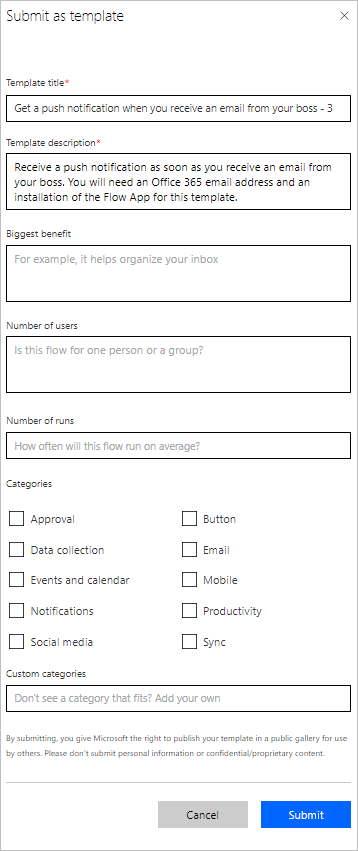 Submit as template
Template title*
Get a push notification when you receive an email from your boss - 3
Template description*
Receive a push notification as soon as you receive an email from
your boss. You will need an Office 365 email address and an
installation of the Flow App for this template.
Biggest benefit
For example, it helps organize your inbox
Number of users
Is this flow for one person or a group?
Number of runs
How often will this flow run on average?
Categories
Approval
Button
Data collection
Email
Events and calendar
Mobile
Notifications
Productivity
Social media
Sync
Custom categories
Don't see a category that fits? Add your own
By submitting, you give Microsoft the right to publish your template in a public gallery for use
by others. Please don't submit personal information or confidential/proprietary content.
Cancel
Submit